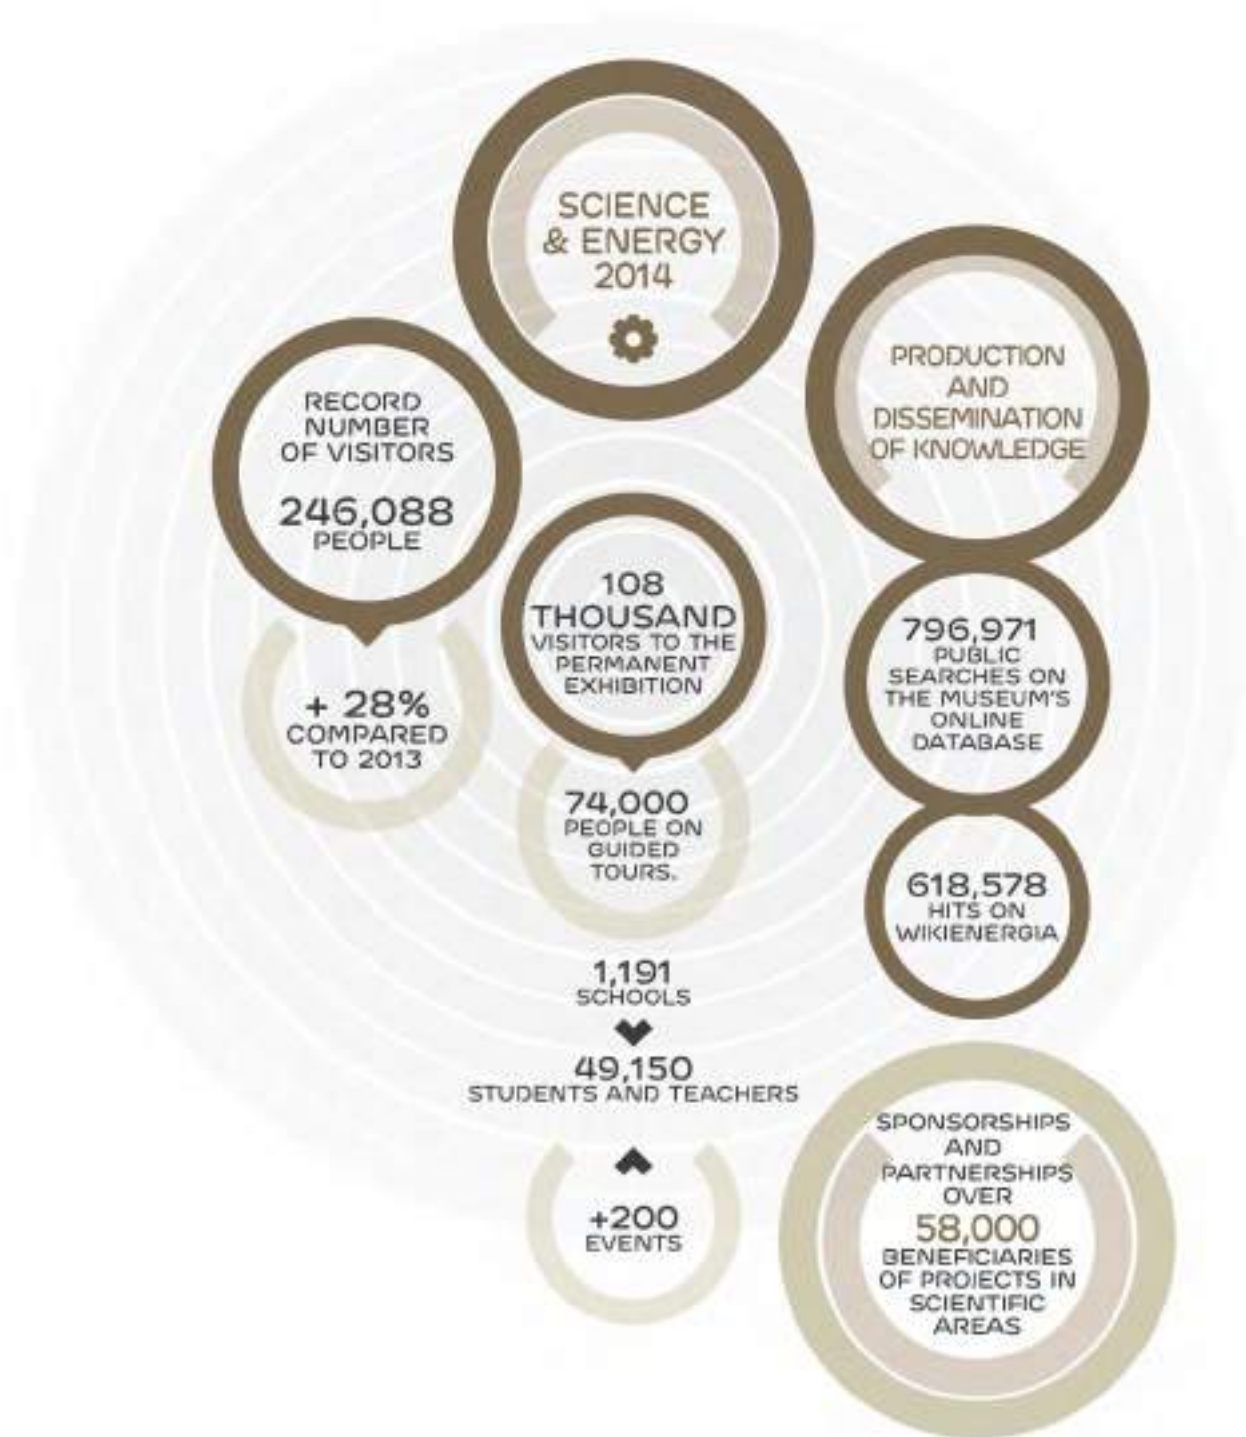 SCIENCE
& ENERGY
2014
RECORD
NUMBER
OF VISITORS
246,088
PEOPLE
+ 28%
COMPARED
TO 2013
108
THOUSAND
VISITORS TO THE
PERMANENT
EXHIBITION
74,000
PEOPLE ON
GUIDED
TOURS.
1,191
SCHOOLS
49,150
STUDENTS AND TEACHERS
+200
EVENTS
PRODUCTION
AND
DISSEMINATION
OF KNOWLEDGE
796,971
PUBLIC
SEARCHES ON
THE MUSEUM'S
ONLINE
DATABASE
618,578
HITS ON
WIKIENERGIA
SPONSORSHIPS
AND
PARTNERSHIPS
OVER
58,000
BENEFICIARIES
OF PROJECTS IN
SCIENTIFIC
AREAS